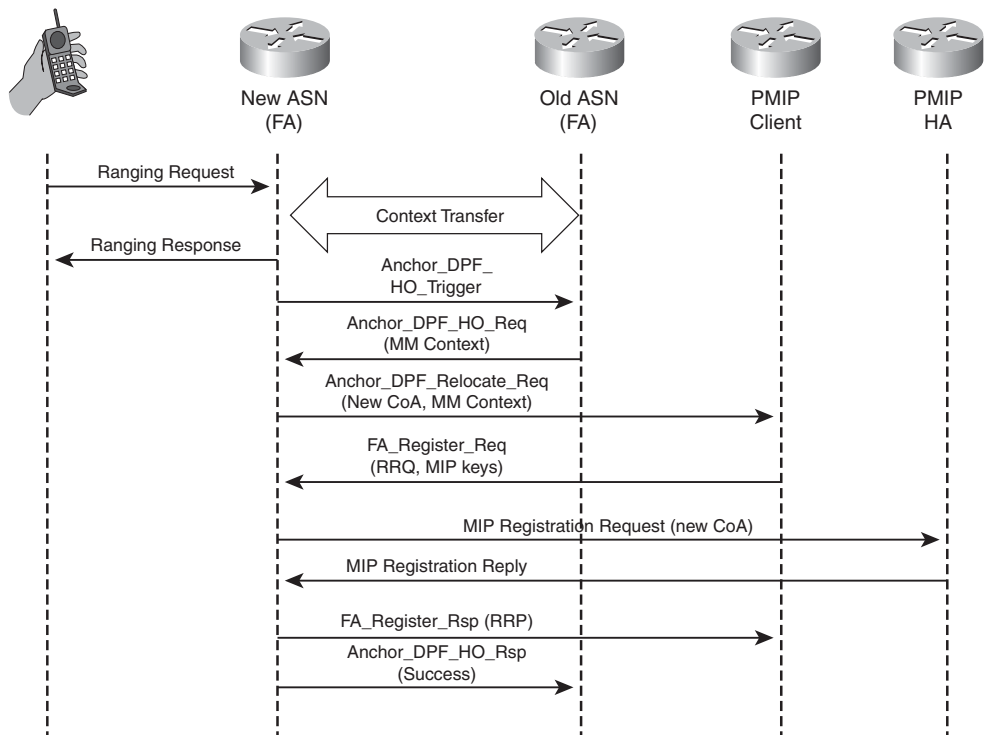 New ASN
(FA)
Old ASN
(FA)
PMIP
Client
PMIP
HA
Ranging Request
Context Transfer
Ranging Response
Anchor_DPF_
HO_Trigger
Anchor_DPF_HO_Req
(MM Context)
Anchor_DPF_Relocate_Req
(New CoA, MM Context)
FA_Register_Req
(RRQ, MIP keys)
MIP Registration Request (new CoA)
MIP Registration Reply
FA_Register_Rsp (RRP)
Anchor_DPF_HO_Rsp
(Success)